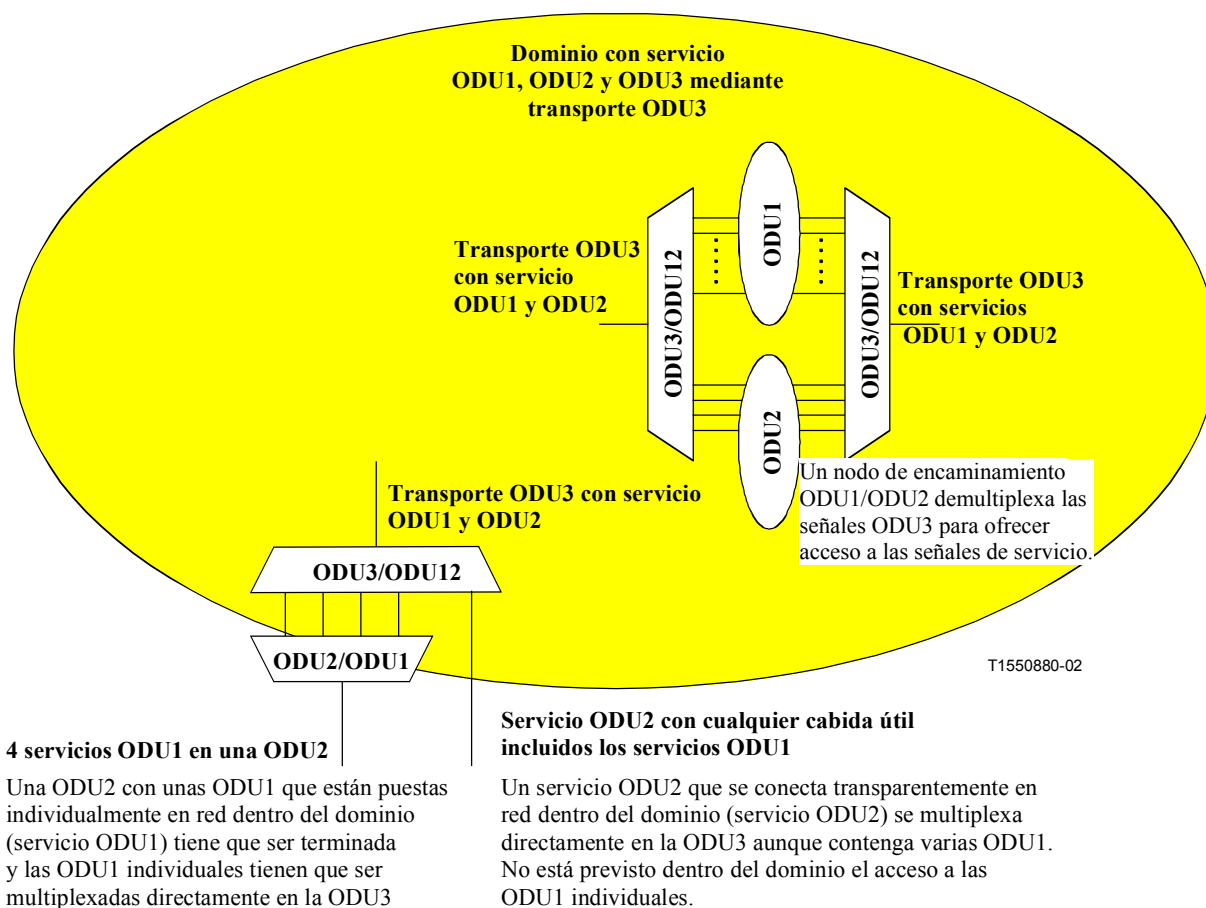 Dominio con servicio
ODU1, ODU2 y ODU3 mediante
transporte ODU3
Transporte ODU3
con servicio
ODU1 y ODU2
ODU3/ODU12
ODU1
ODU2
ODU3/ODU12
Transporte ODU3
con servicios
ODU1 y ODU2
Un nodo de encaminamiento
ODU1/ODU2 demultiplexa las
señales ODU3 para ofrecer
acceso a las señales de servicio.
Transporte ODU3 con servicio
ODU1 y ODU2
ODU3/ODU12
ODU2/ODU1
T1550880-02
4 servicios ODU1 en una ODU2
Una ODU2 con unas ODU1 que están puestas
individualmente en red dentro del dominio
(servicio ODU1) tiene que ser terminada
y las ODU1 individuales tienen que ser
multiplexadas directamente en la ODU3
Servicio ODU2 con cualquier cabida útil
incluidos los servicios ODU1
Un servicio ODU2 que se conecta transparentemente en
red dentro del dominio (servicio ODU2) se multiplexa
directamente en la ODU3 aunque contenga varias ODU1.
No está previsto dentro del dominio el acceso a las
ODU1 individuales.